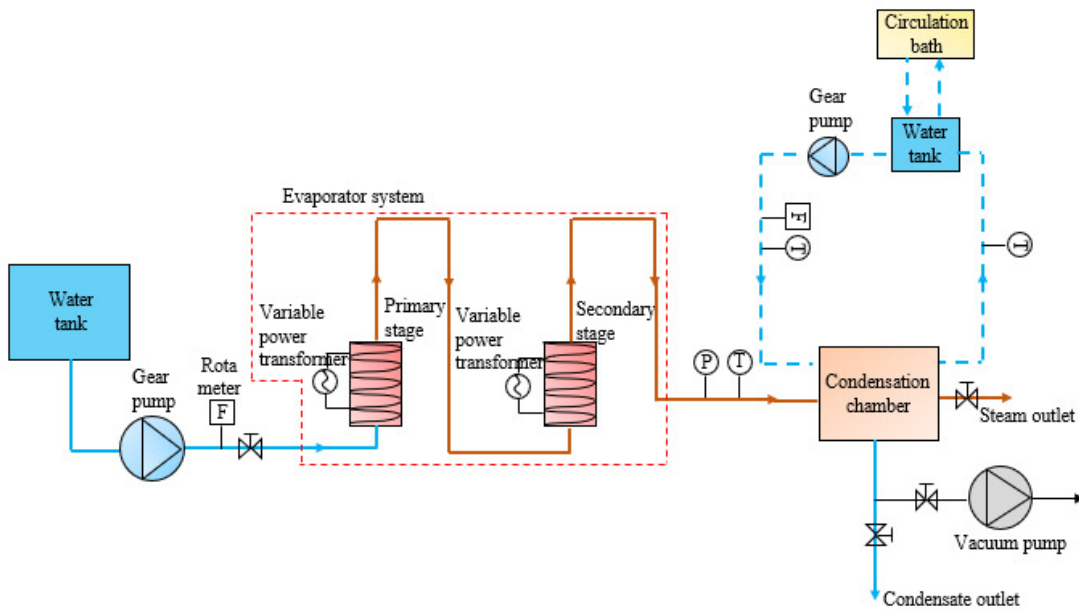 Circulation
bath
Gear
pump
Water
tank
Evaporator system
F
T
T
Water
tank
Variable
power
transformer
Primary
stage
Variable
power
transformer
Secondary
stage
Rota
meter
Gear
pump
F
P
T
Condensation
chamber
Steam outlet
Vacuum pump
Condensate outlet